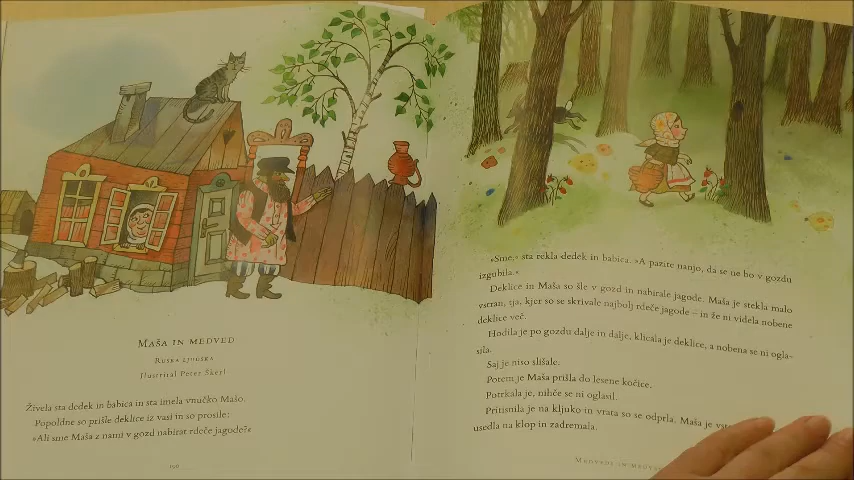 MAŠA IN MEDVED
RUSKA LJUDSKA
Ilustriral Peter Škerl
Živela sta dedek in babica in sta imela vnučko Mašo.
Popoldne so prišle deklice iz vasi in so prosile:
»Ali sme Maša z nami v gozd nabirat rdeče jagode?«
196
»Sme,« sta rekla dedek in babica. »A pazite nanjo, da se ne bo v gozdu
izgubila.«
Deklice in Maša so šle v gozd in nabirale jagode. Maša je stekla malo
vstran, tja, kjer so se skrivale najbolj rdeče jagode – in že ni videla nobene
deklice več.
Hodila je po gozdu dalje in dalje, klicala je deklice, a nobena se ni ogla-
sila.
Saj je niso slišale.
Potem je Maša prišla do lesene kočice.
Potrkala je, nihče se ni oglasil.
Pritisnila je na kljuko in vrata so se odprla. Maša je
usedla na klop in zadremala.
MEDVEDI IN